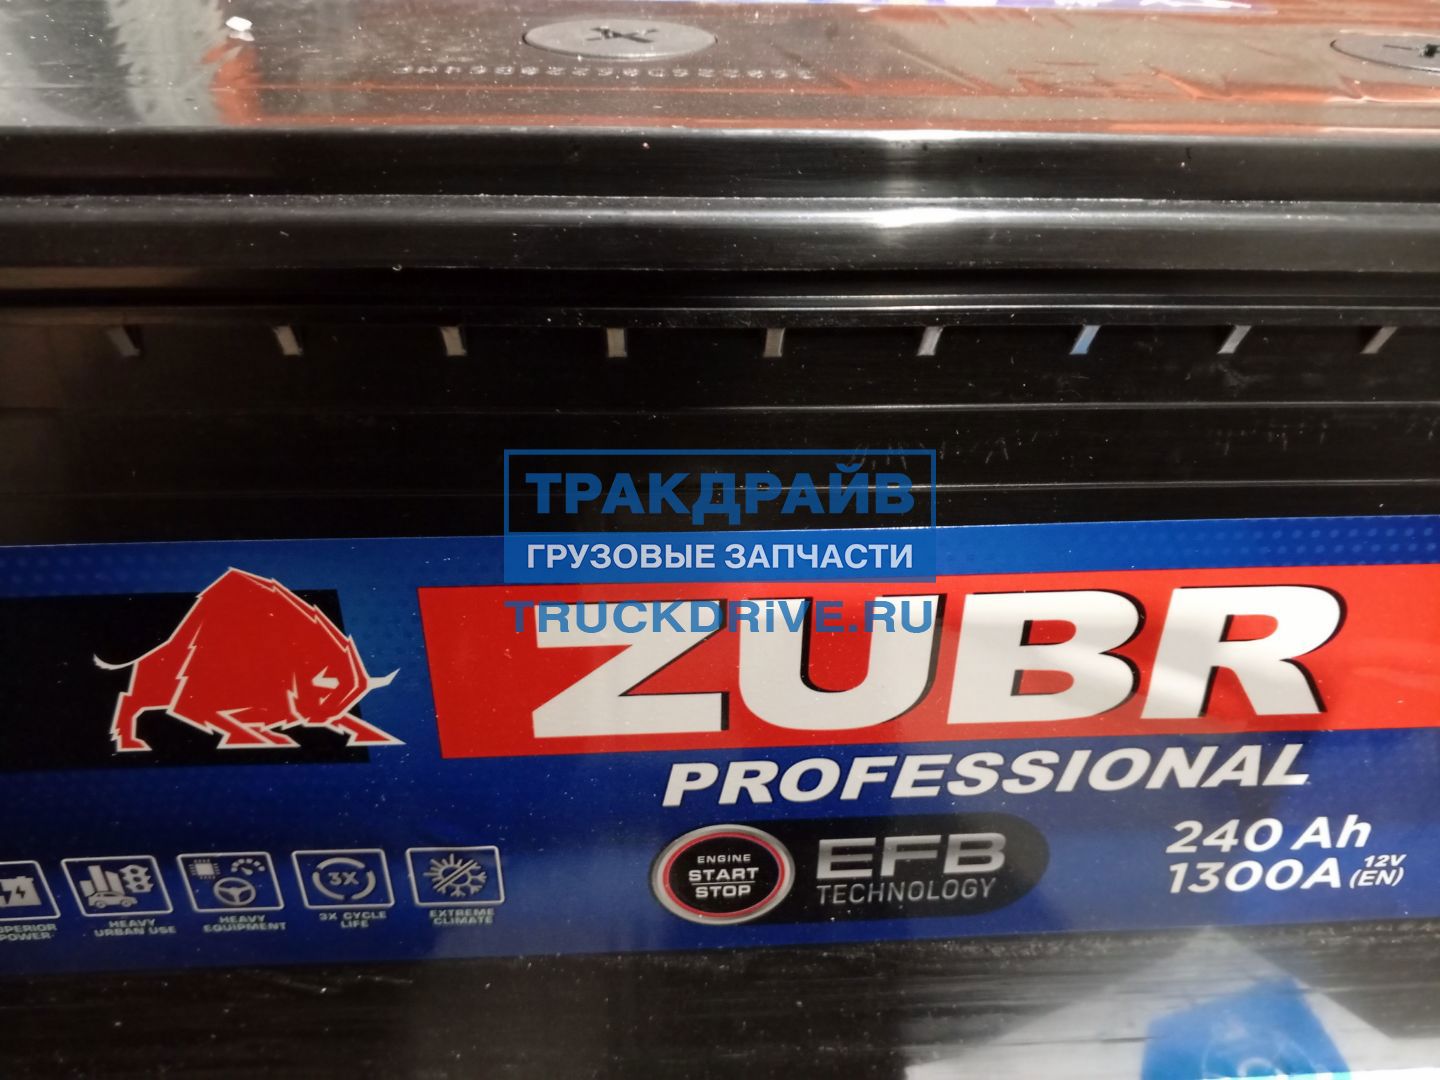 ТРАКДРАЙВ
ГРУЗОВЫЕ ЗАПЧАСТИ
TRUCKDRiVE.RU
ZUBR
PROFESSIONAL
ENGINE
START
STOP
EFB
TECHNOLOGY
240 Ah
1300A 12V (EN)
POWER
HEAVY
URBAN USE
HEAVY
EQUIPMENT
3X
3X CYCLE
LIFE
EXTREME
CLIMATE